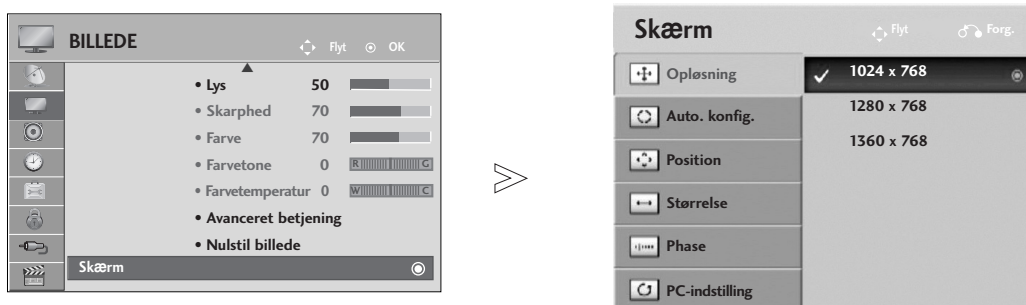 BILLEDE
Flyt OK
• Lys 50
• Skarphed 70
• Farve 70
• Farvetone 0 R G
• Farvetemperatur 0 W C
• Avanceret betjening
• Nulstil billede
Skærm
Skærm
Flyt Forg.
Opløsning
Auto. konfig.
Position
Størrelse
Phase
PC-indstilling
1024 x 768
1280 x 768
1360 x 768